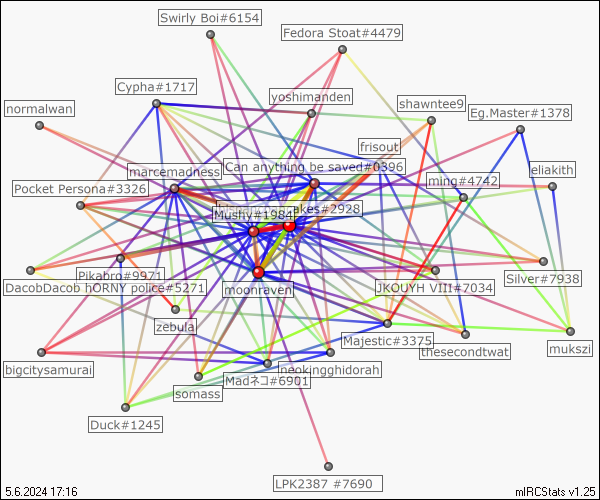 Swirly Boi#6154
Fedora Stoat#4479
Cypha#1717
yoshimanden
shawntee9
normalwan
Eg.Master#1378
frisout
marcemadness
Can anything be saved#0396
eliakith
ming#4742
Pocket Persona#3326
Mushy#1984
akes#2928
Pikabro#9971
Silver#7938
DacobDacob hORNY police#5271
moonraven
JKOUYH VIII#7034
zebula
Majestic#3375
thesecondtwat
mukszi
bigcitysamurai
neokingghidorah
Madネコ#6901
somass
Duck#1245
LPK2387 #7690
5.6.2024 17:16
mIRCStats v1.25